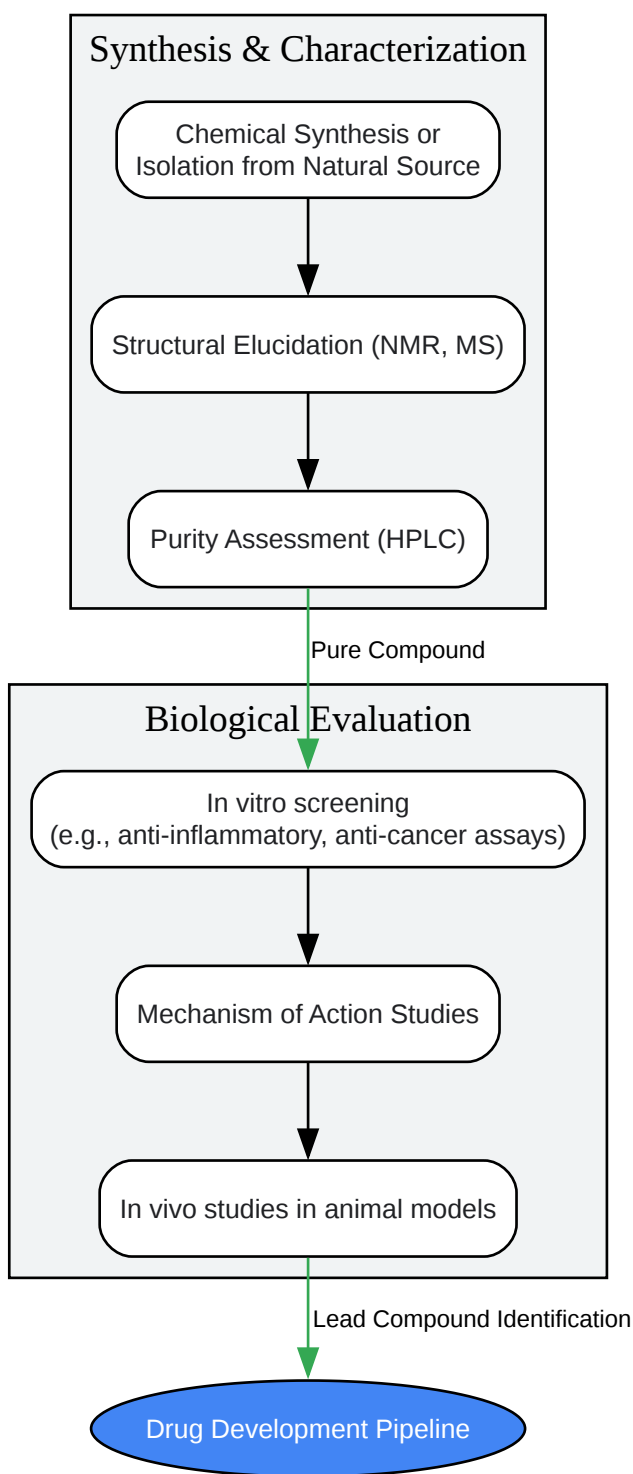 Synthesis & Characterization
Chemical Synthesis or
Isolation from Natural Source
Structural Elucidation (NMR, MS)
Purity Assessment (HPLC)
Pure Compound
Biological Evaluation
In vitro screening
(e.g., anti-inflammatory, anti-cancer assays)
Mechanism of Action Studies
In vivo studies in animal models
Lead Compound Identification
Drug Development Pipeline